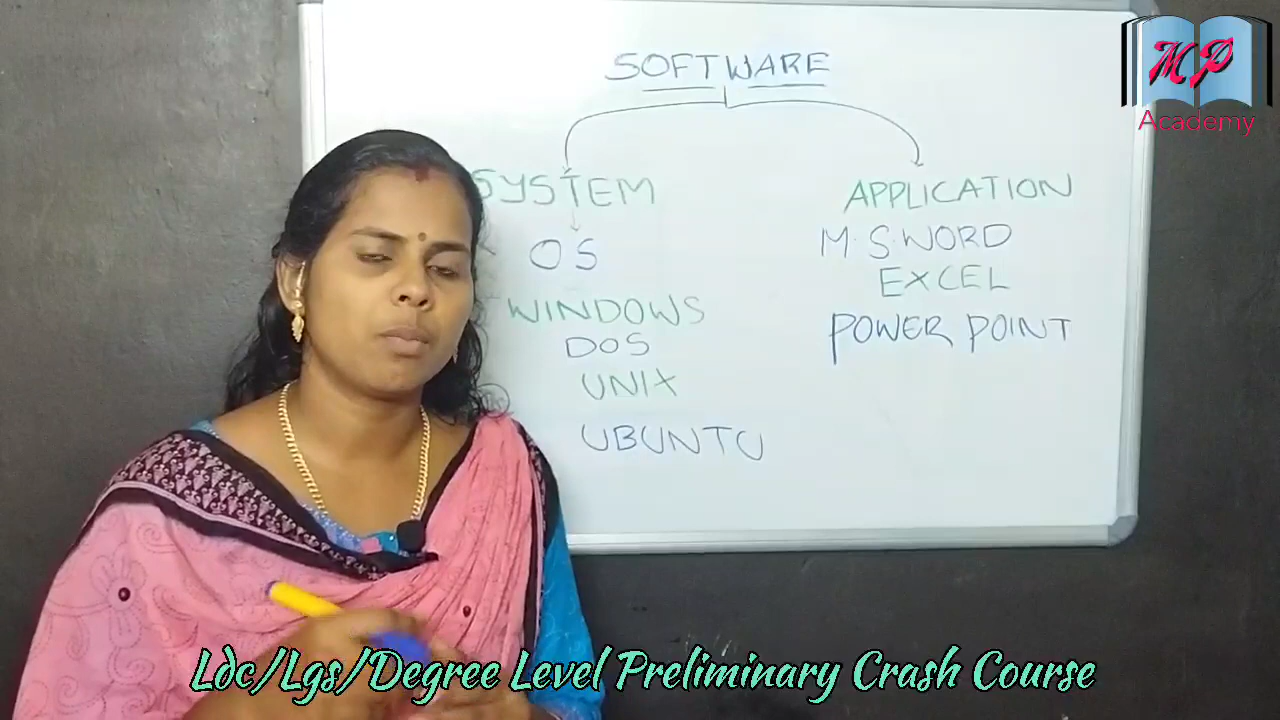 SOFTWARE
SYSTEM
APPLICATION
OS
M.S.WORD
EXCEL
WINDOWS
POWER POINT
DOS
UNIX
UBUNTU
MP
Academy
Ldc/Lgs/Degree Level Preliminary Crash Course